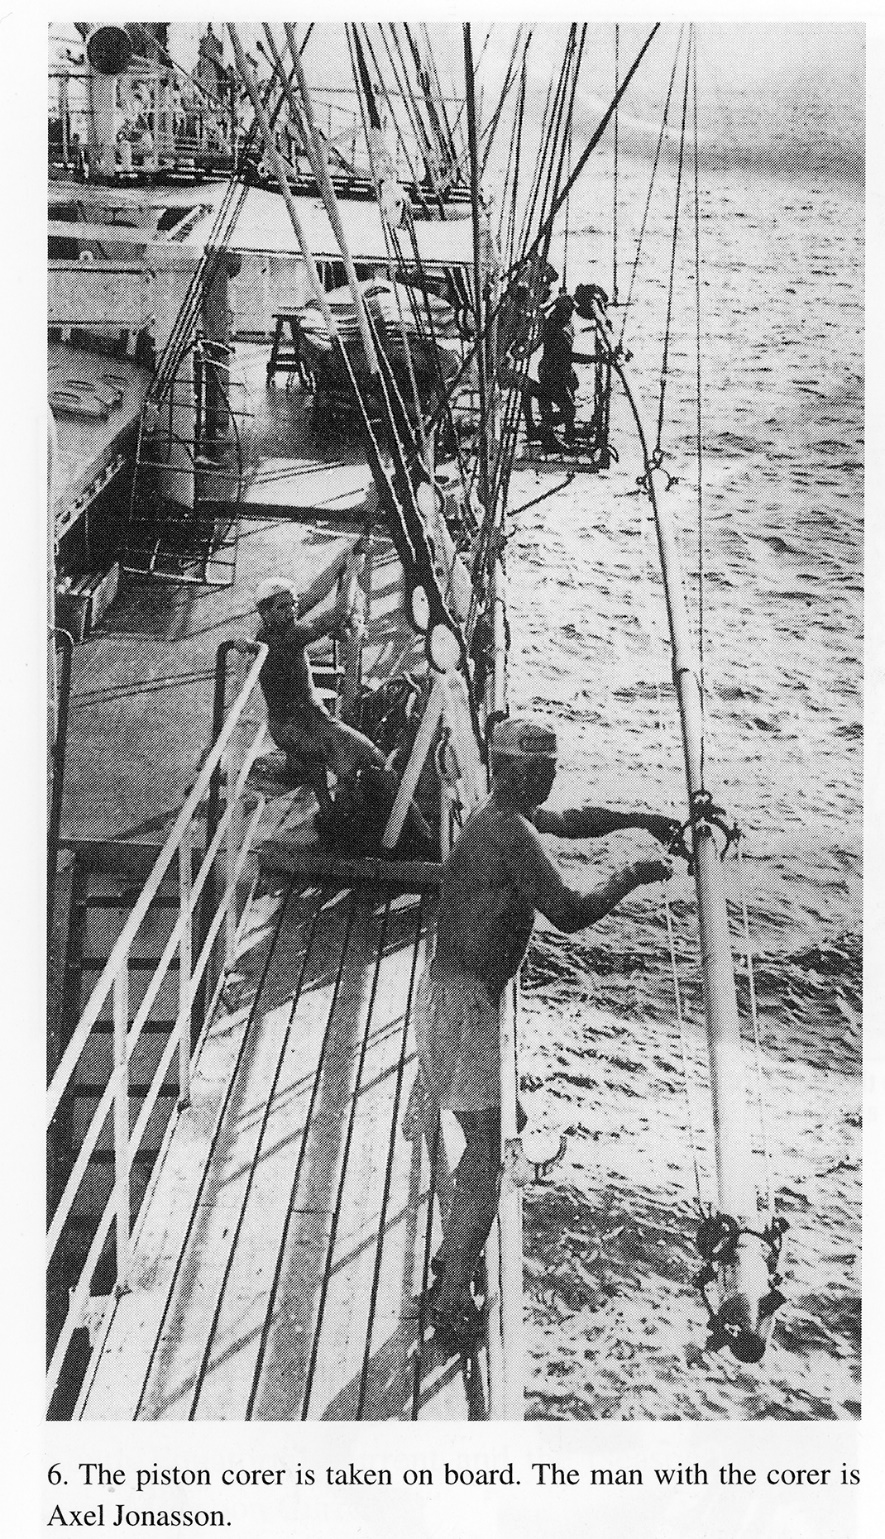 6. The piston corer is taken on board. The man with the corer is
Axel Jonasson.